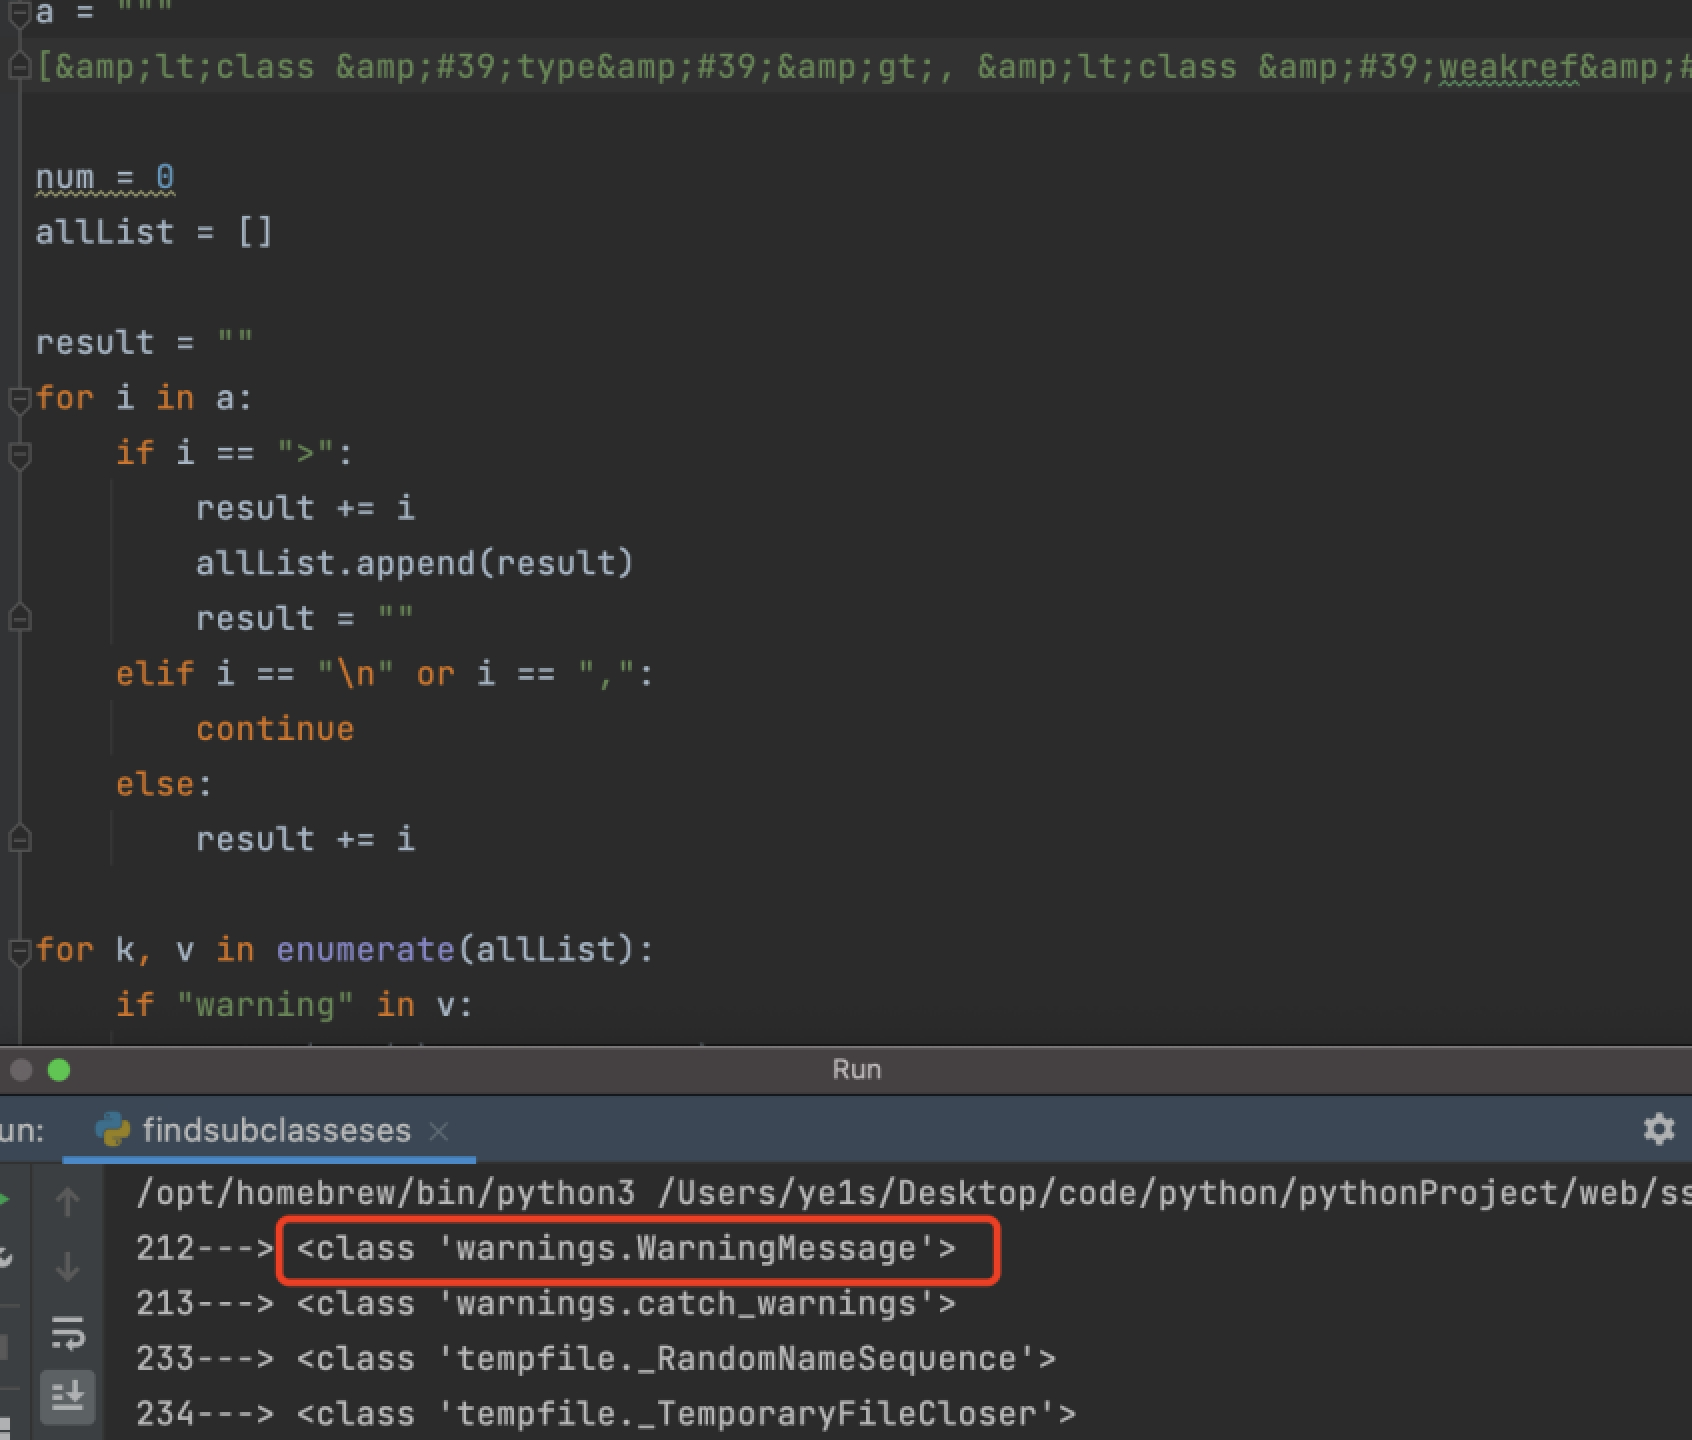 a = """
[&amp;lt;class &amp;#39;type&amp;#39;&amp;gt;, &amp;lt;class &amp;#39;weakref&amp;#
num = 0
allList = []
result = ""
for i in a:
    if i == ">":
        result += i
        allList.append(result)
        result = ""
    elif i == "\n" or i == ",":
        continue
    else:
        result += i
for k, v in enumerate(allList):
    if "warning" in v:
Run
un: findsubclasseses ×
/opt/homebrew/bin/python3 /Users/ye1s/Desktop/code/python/pythonProject/web/ss
212---> <class 'warnings.WarningMessage'>
213---> <class 'warnings.catch_warnings'>
233---> <class 'tempfile._RandomNameSequence'>
234---> <class 'tempfile._TemporaryFileCloser'>